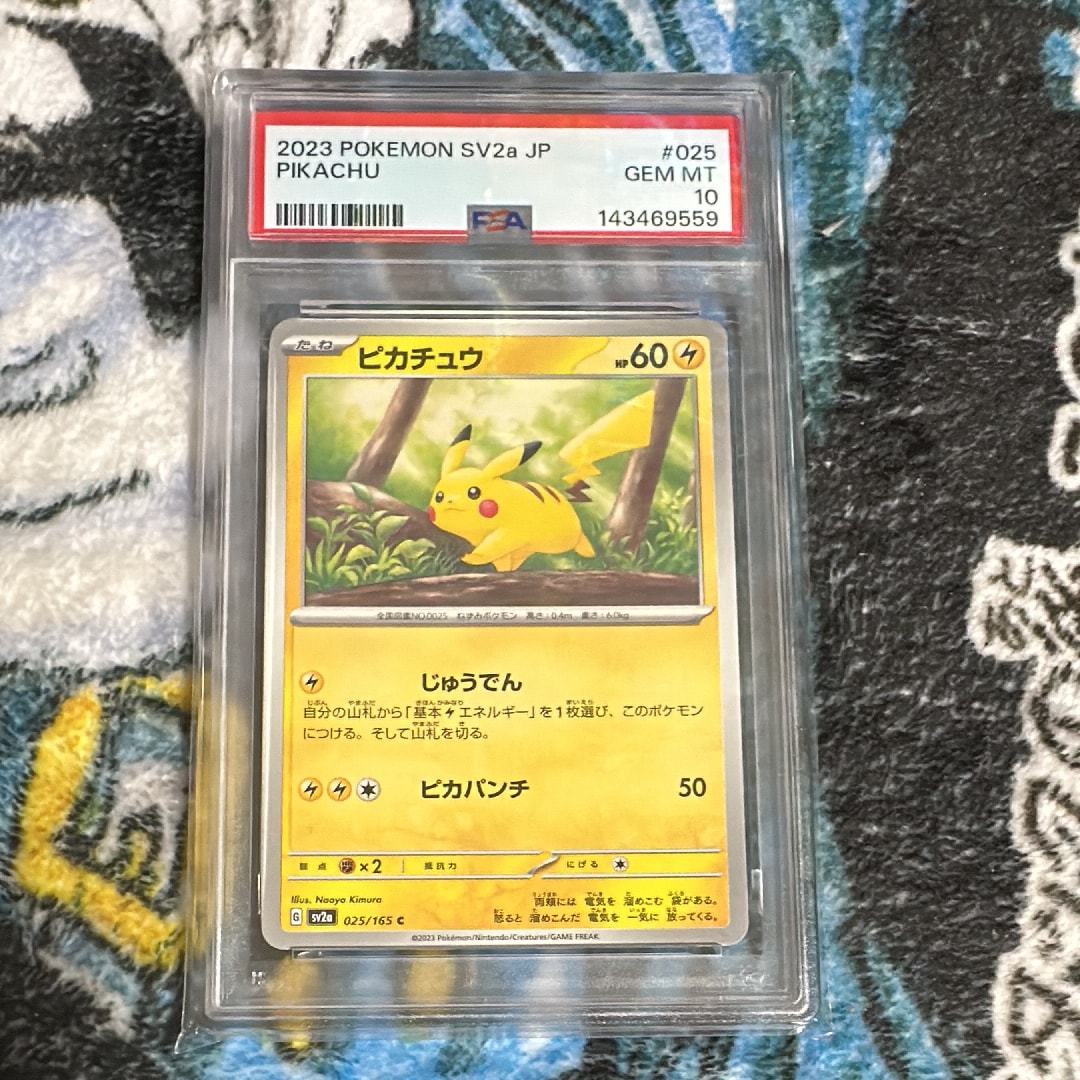 2023 POKEMON SV2a JP #025
PIKACHU GEM MT
10
143469559
PSA
たね
ピカチュウ HP60
全国図鑑NO.0025 ねずみポケモン 高さ:0.4m 重さ:6.0kg
じゅうでん
自分の山札から「基本エネルギー」を1枚選び、このポケモン
につける。そして山札を切る。
ピカパンチ 50
弱点 ×2 抵抗力 にげる
Illus. Naoyo Kimura
両頬には 電気を 溜めこむ 袋がある。
怒ると 溜めこんだ 電気を 一気に 放ってくる。
G sv2a 025/165 C
©2023 Pokémon/Nintendo/Creatures/GAME FREAK.